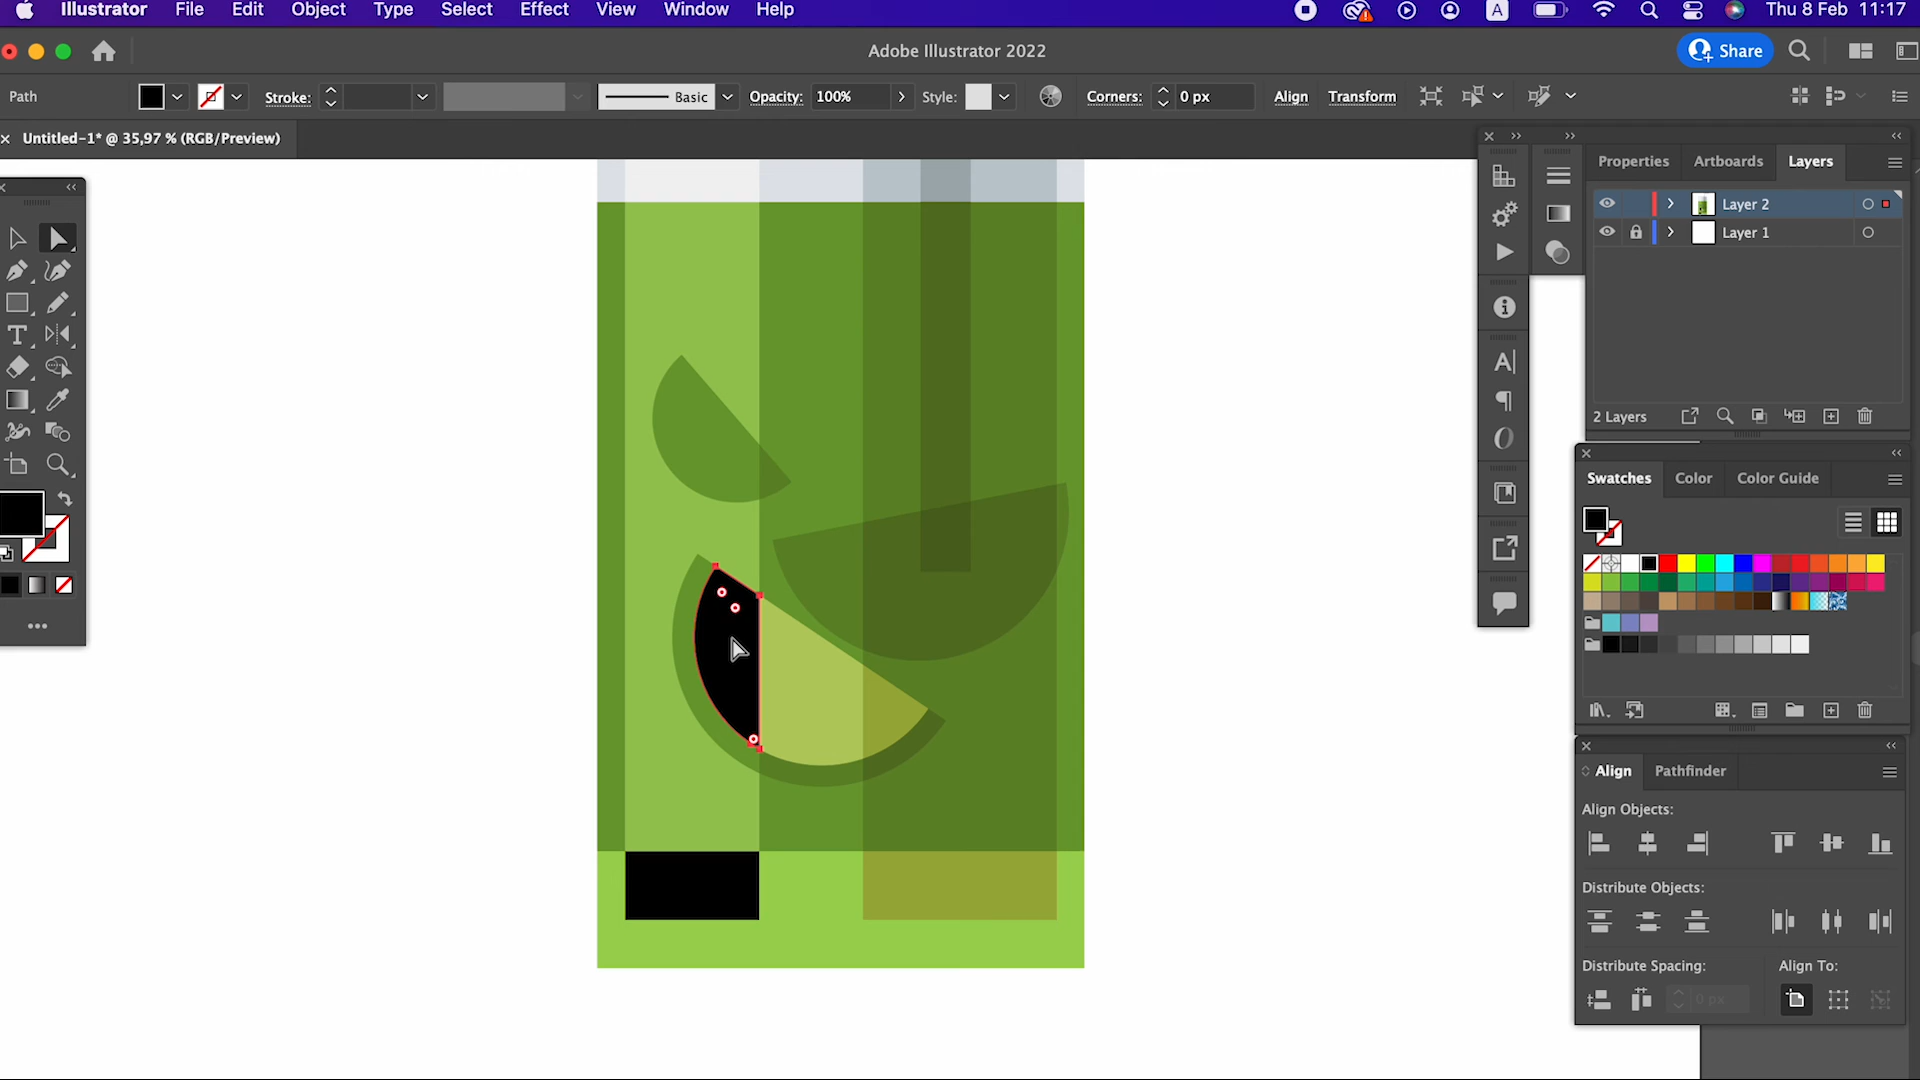 Illustrator File Edit Object Type Select Effect View Window Help A Thu 8 Feb 11:17
Adobe Illustrator 2022
Share
Path Stroke: Basic Opacity: 100% Style: Corners: 0 px Align Transform
Untitled-1* @ 35,97 % (RGB/Preview)
Properties Artboards Layers
Layer 2
Layer 1
2 Layers
Swatches Color Color Guide
Align Pathfinder
Align Objects:
Distribute Objects:
Distribute Spacing: Align To:
0 px